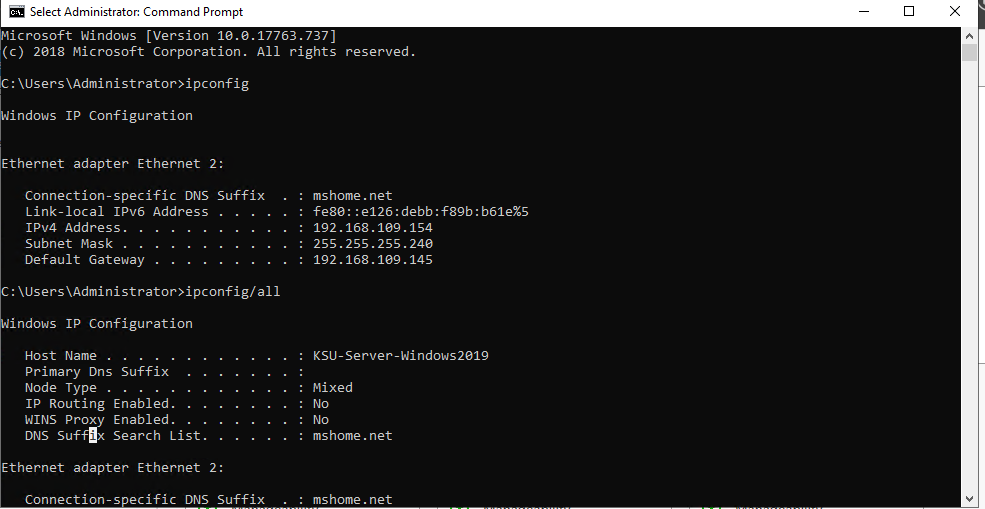 Select Administrator: Command Prompt
Microsoft Windows [Version 10.0.17763.737]
(c) 2018 Microsoft Corporation. All rights reserved.
C:\Users\Administrator>ipconfig
Windows IP Configuration
Ethernet adapter Ethernet 2:
Connection-specific DNS Suffix  . : mshome.net
Link-local IPv6 Address . . . . . : fe80::e126:debb:f89b:b61e%5
IPv4 Address. . . . . . . . . . . : 192.168.109.154
Subnet Mask . . . . . . . . . . . : 255.255.255.240
Default Gateway . . . . . . . . . : 192.168.109.145
C:\Users\Administrator>ipconfig/all
Windows IP Configuration
Host Name . . . . . . . . . . . . : KSU-Server-Windows2019
Primary Dns Suffix  . . . . . . . :
Node Type . . . . . . . . . . . . : Mixed
IP Routing Enabled. . . . . . . . : No
WINS Proxy Enabled. . . . . . . . : No
DNS Suffix Search List. . . . . . : mshome.net
Ethernet adapter Ethernet 2:
Connection-specific DNS Suffix  . : mshome.net